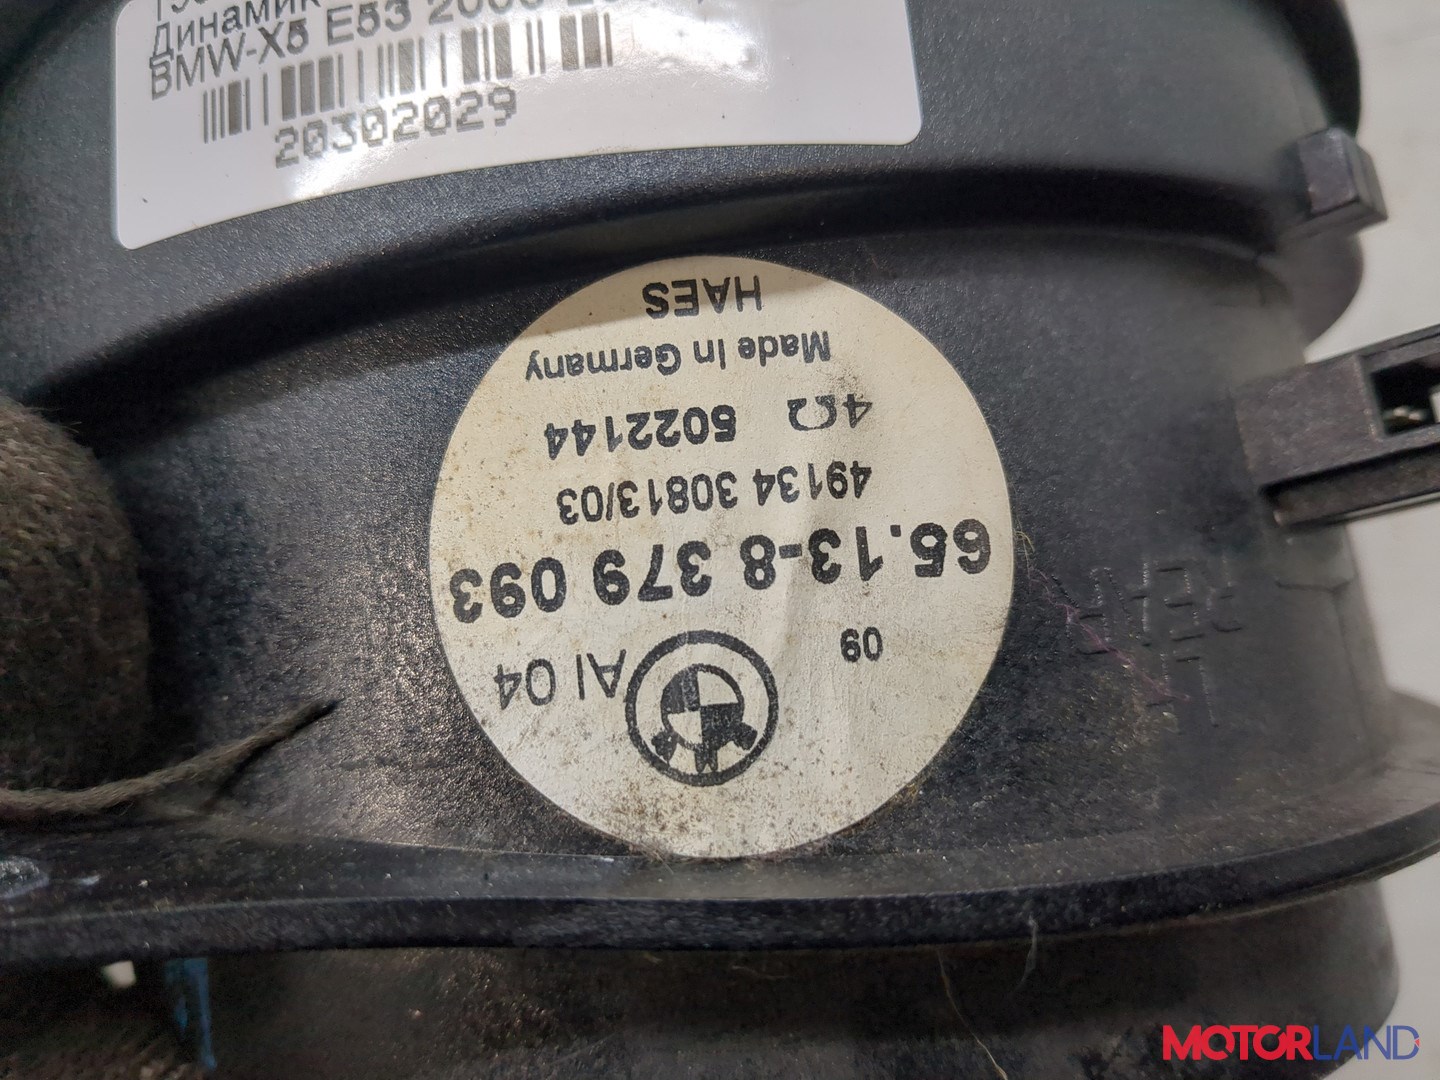 Динамик
BMW-X5 E53 2000
20302029
HAES
Made In Germany
4Ω 5022144
49134 30813/03
65.13-8 379 093
09
AI 04
MOTORLAND